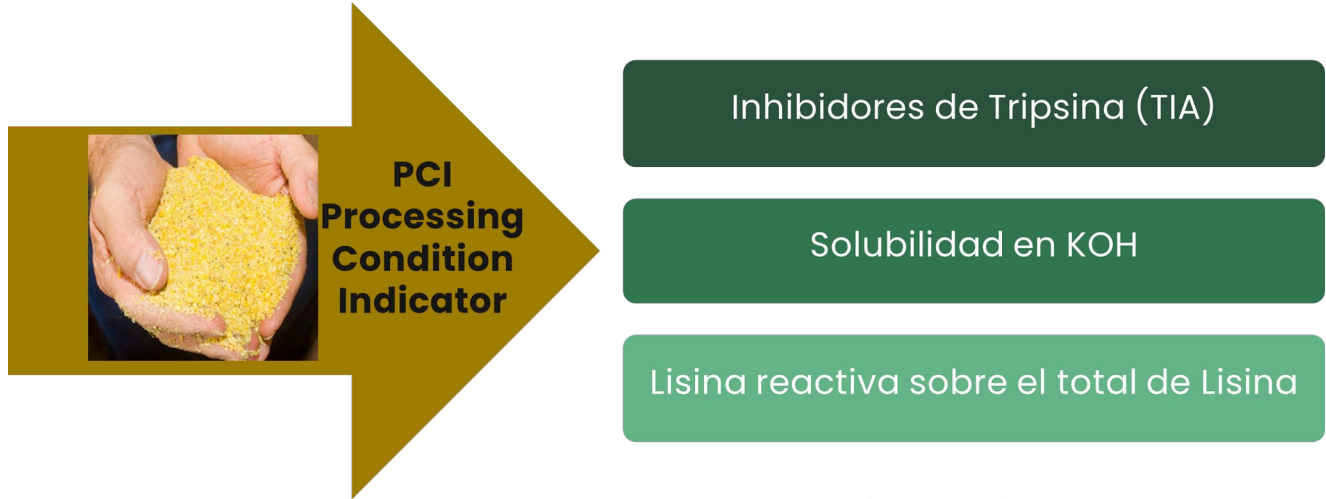 PCI
Processing
Condition
Indicator
Inhibidores de Tripsina (TIA)
Solubilidad en KOH
Lisina reactiva sobre el total de Lisina